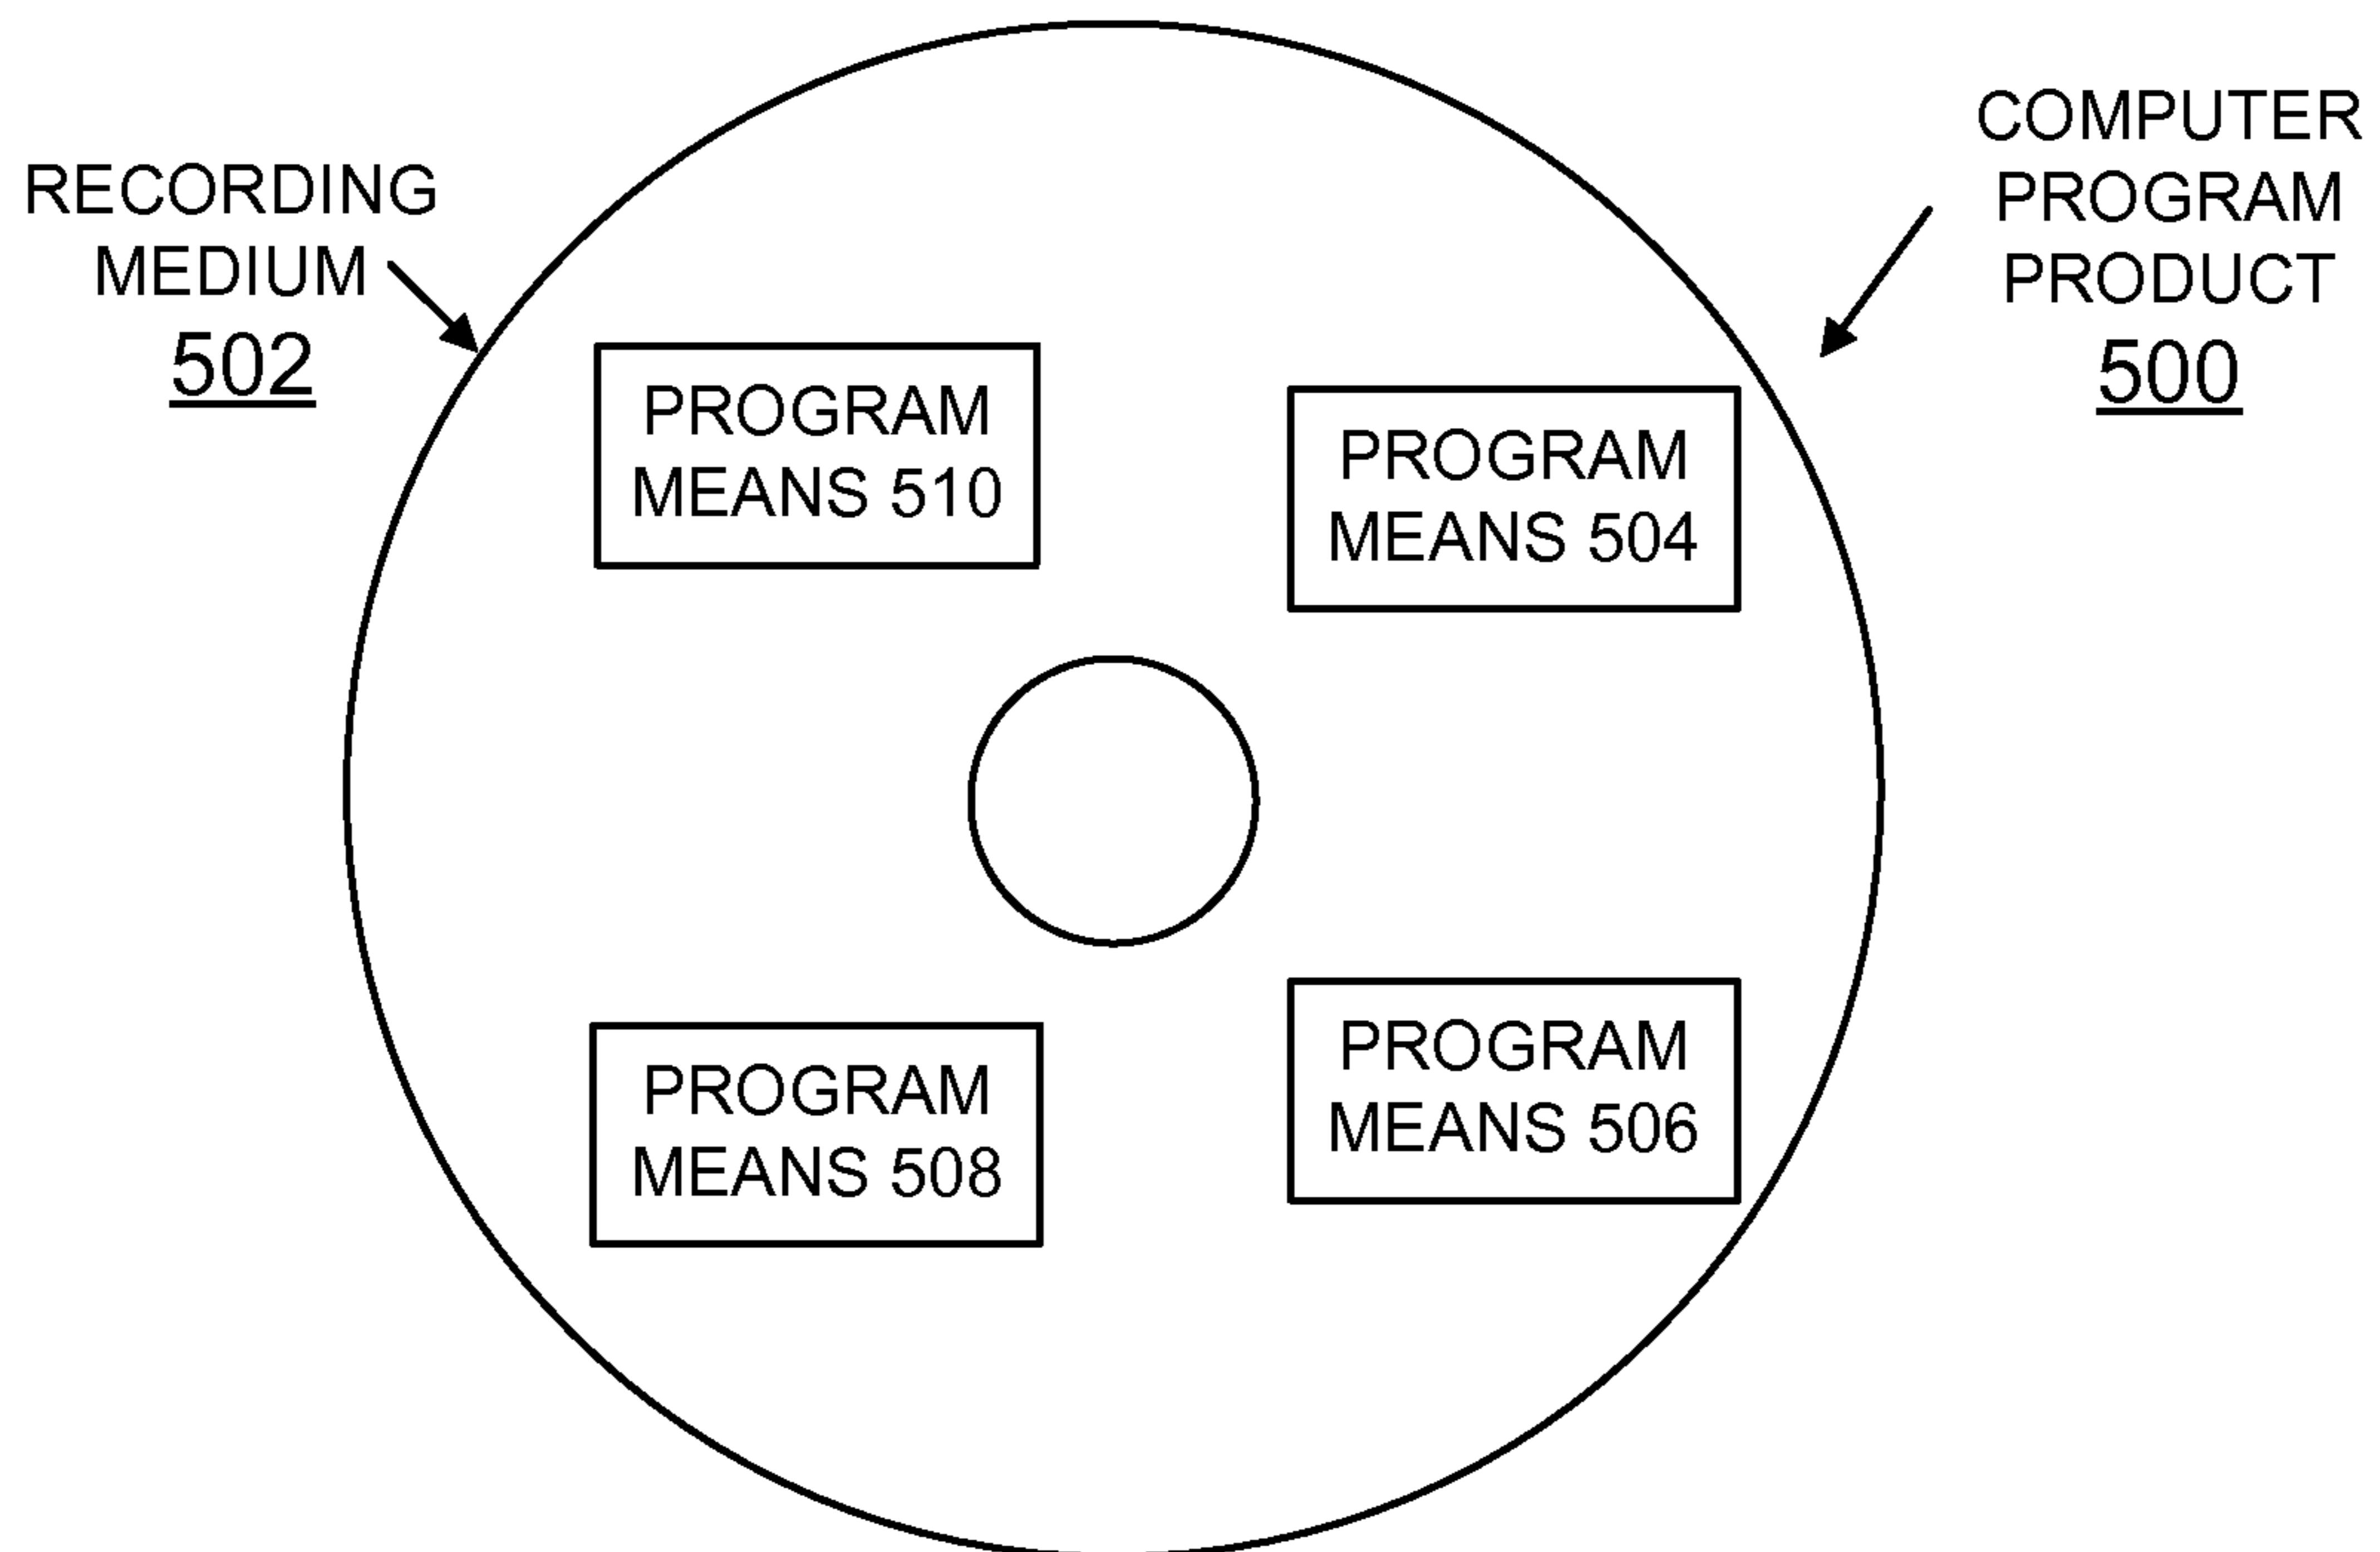 RECORDING
MEDIUM
502
COMPUTER
PROGRAM
PRODUCT
500
PROGRAM
MEANS 510
PROGRAM
MEANS 504
PROGRAM
MEANS 508
PROGRAM
MEANS 506